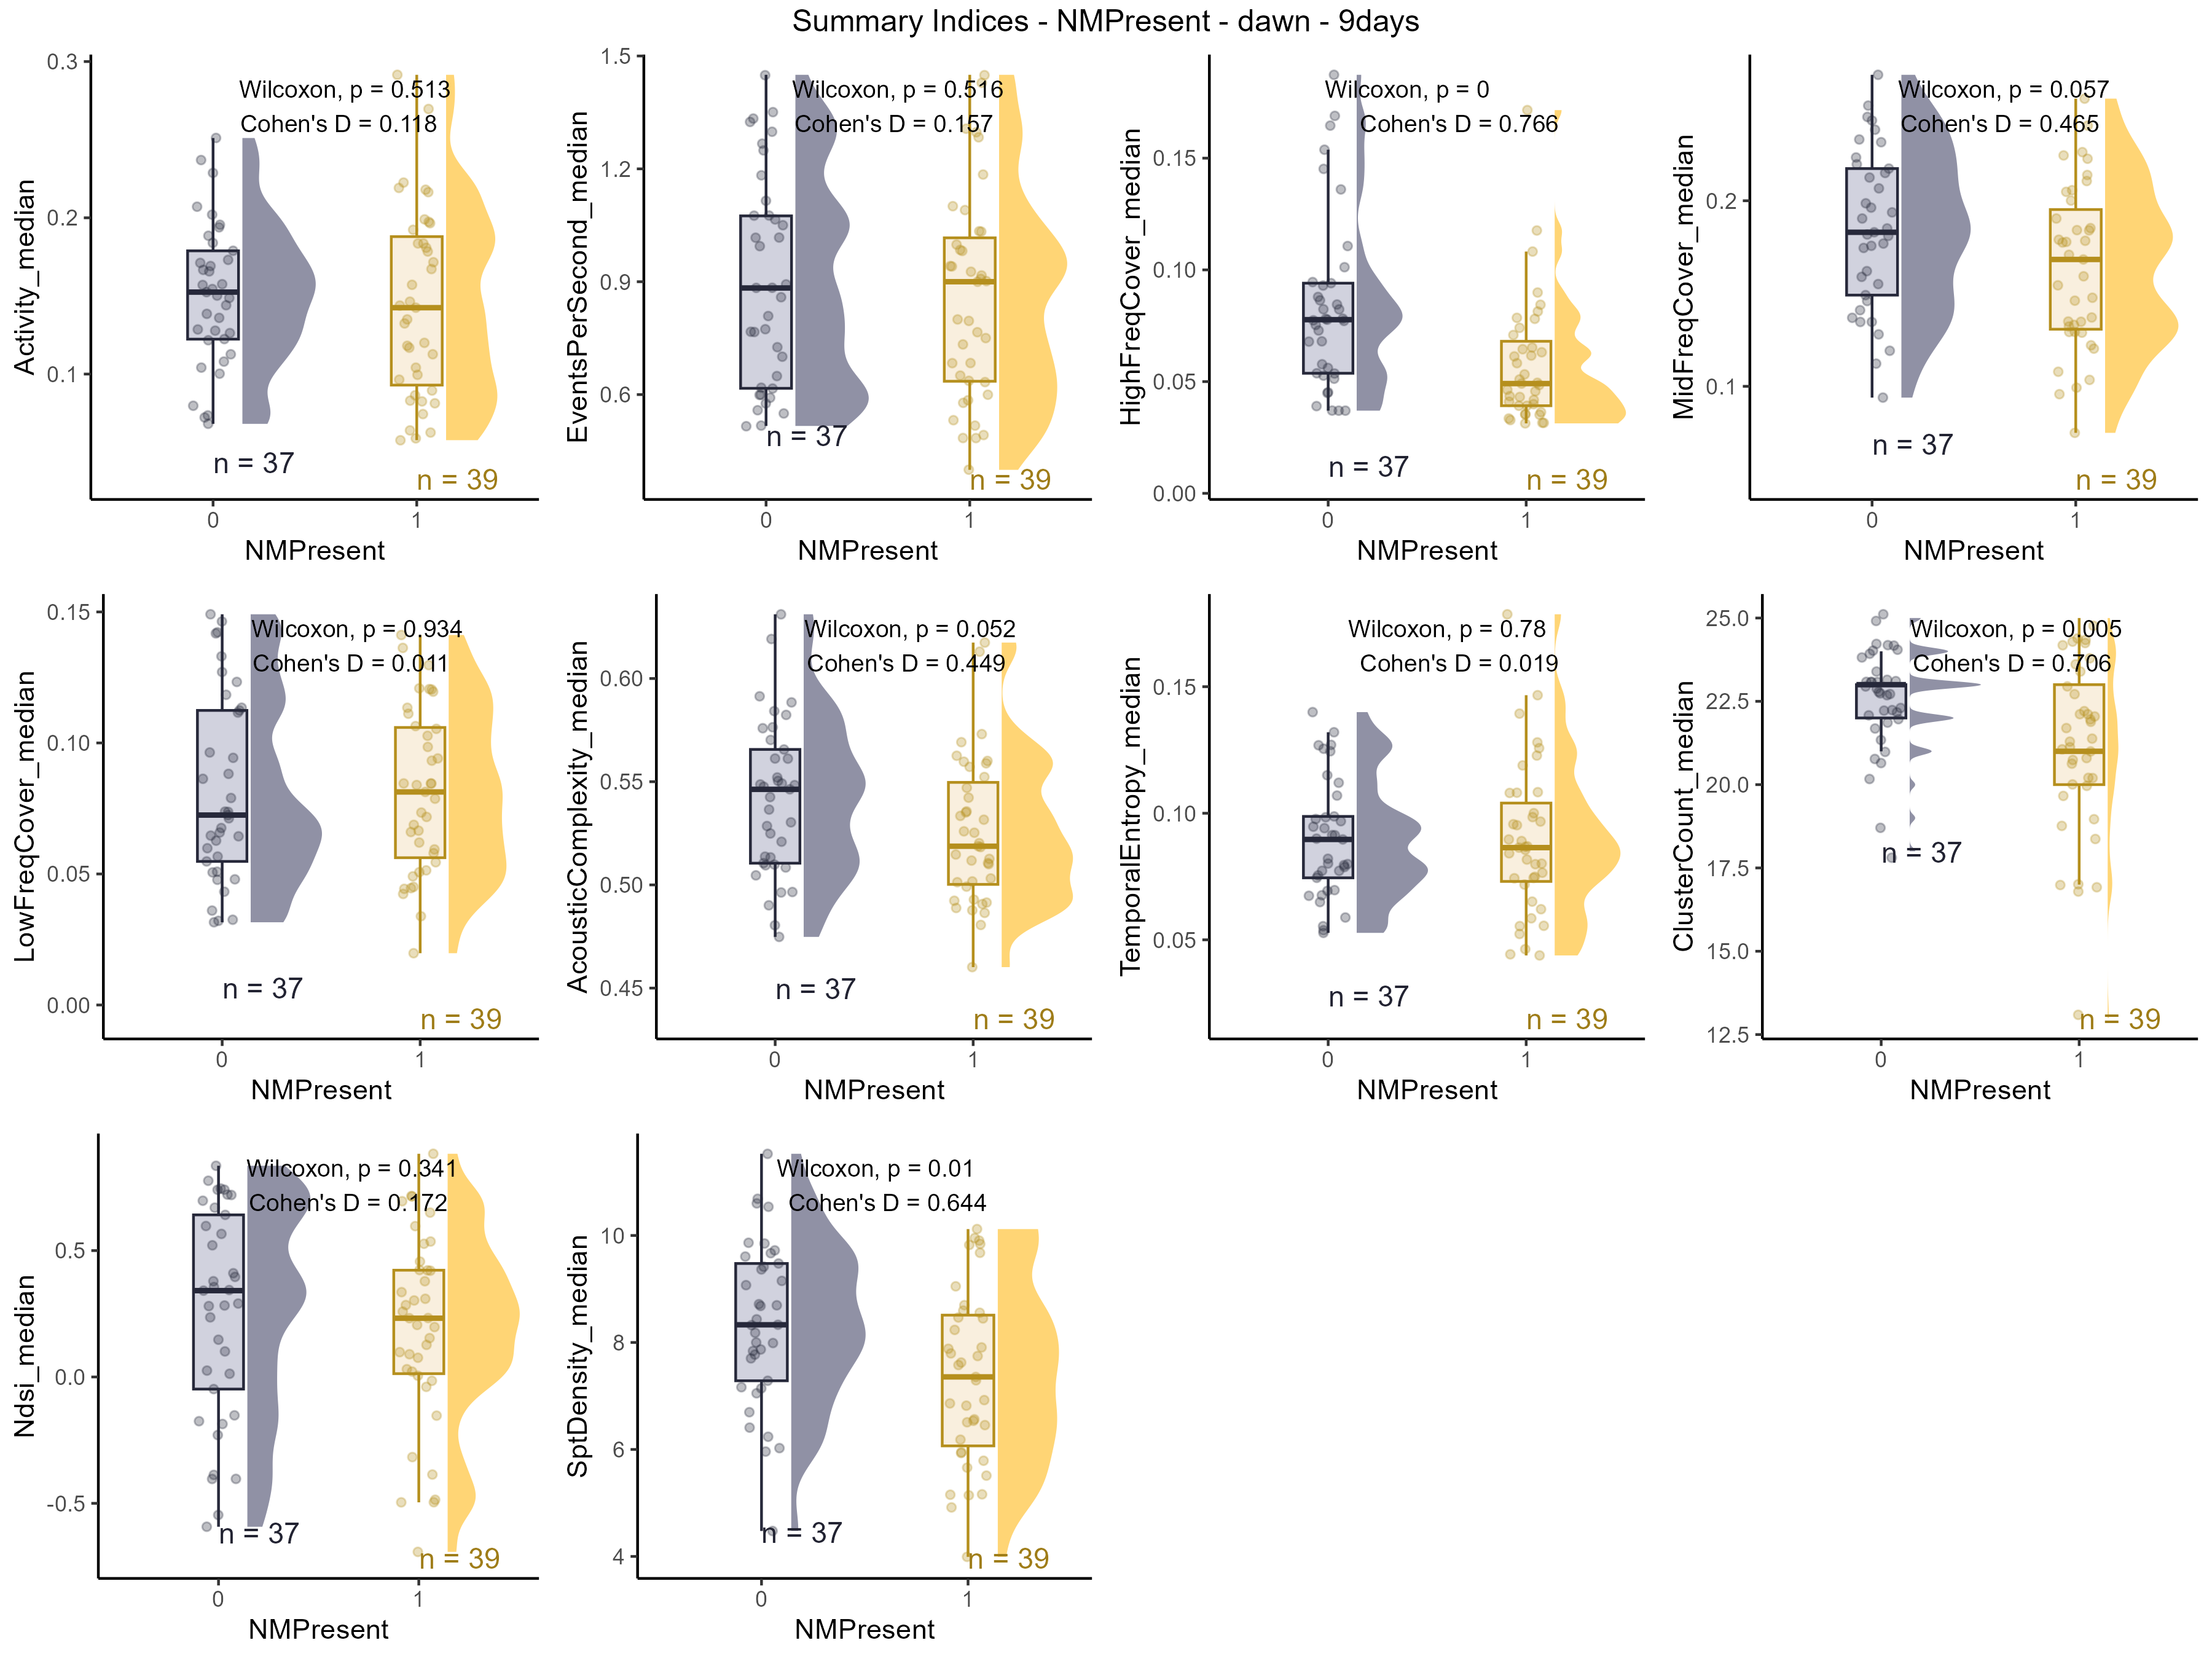 Summary Indices - NMPresent - dawn - 9days
Activity_median
0.3
0.2
0.1
Wilcoxon, p = 0.513
Cohen's D = 0.118
n = 37
n = 39
0
1
NMPresent
EventsPerSecond_median
1.5
1.2
0.9
0.6
Wilcoxon, p = 0.516
Cohen's D = 0.157
n = 37
n = 39
0
1
NMPresent
HighFreqCover_median
0.15
0.10
0.05
0.00
Wilcoxon, p = 0
Cohen's D = 0.766
n = 37
n = 39
0
1
NMPresent
MidFreqCover_median
0.2
0.1
Wilcoxon, p = 0.057
Cohen's D = 0.465
n = 37
n = 39
0
1
NMPresent
LowFreqCover_median
0.15
0.10
0.05
0.00
Wilcoxon, p = 0.934
Cohen's D = 0.011
n = 37
n = 39
0
1
NMPresent
AcousticComplexity_median
0.60
0.55
0.50
0.45
Wilcoxon, p = 0.052
Cohen's D = 0.449
n = 37
n = 39
0
1
NMPresent
TemporalEntropy_median
0.15
0.10
0.05
Wilcoxon, p = 0.78
Cohen's D = 0.019
n = 37
n = 39
0
1
NMPresent
ClusterCount_median
25.0
22.5
20.0
17.5
15.0
12.5
Wilcoxon, p = 0.005
Cohen's D = 0.706
n = 37
n = 39
0
1
NMPresent
Ndsi_median
0.5
0.0
-0.5
Wilcoxon, p = 0.341
Cohen's D = 0.172
n = 37
n = 39
0
1
NMPresent
SptDensity_median
10
8
6
4
Wilcoxon, p = 0.01
Cohen's D = 0.644
n = 37
n = 39
0
1
NMPresent